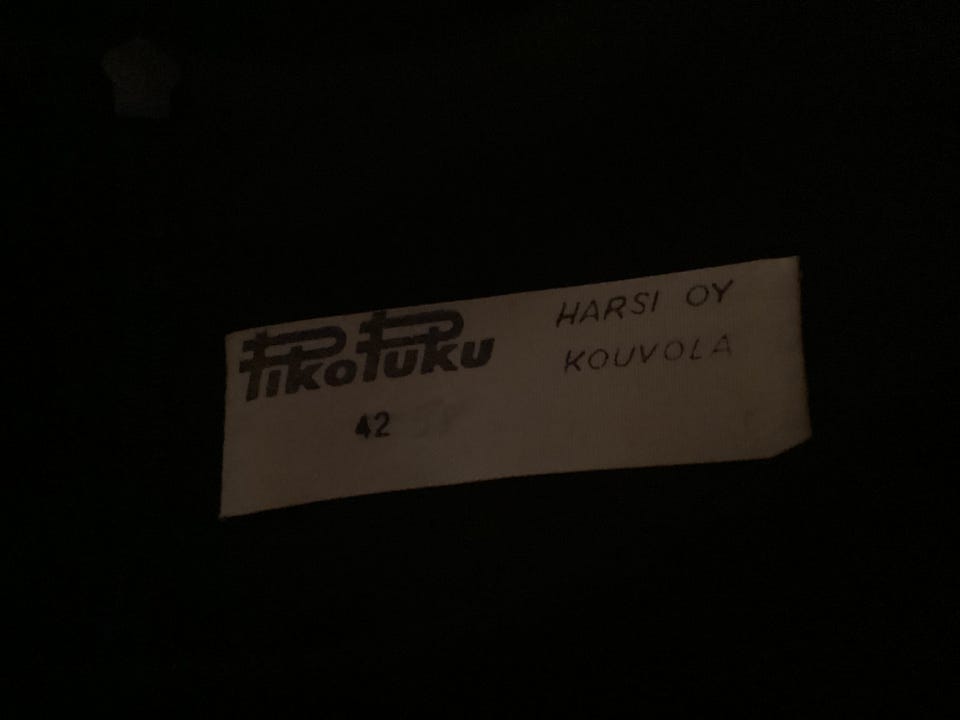 PikoPuku
42
HARSI OY
KOUVOLA